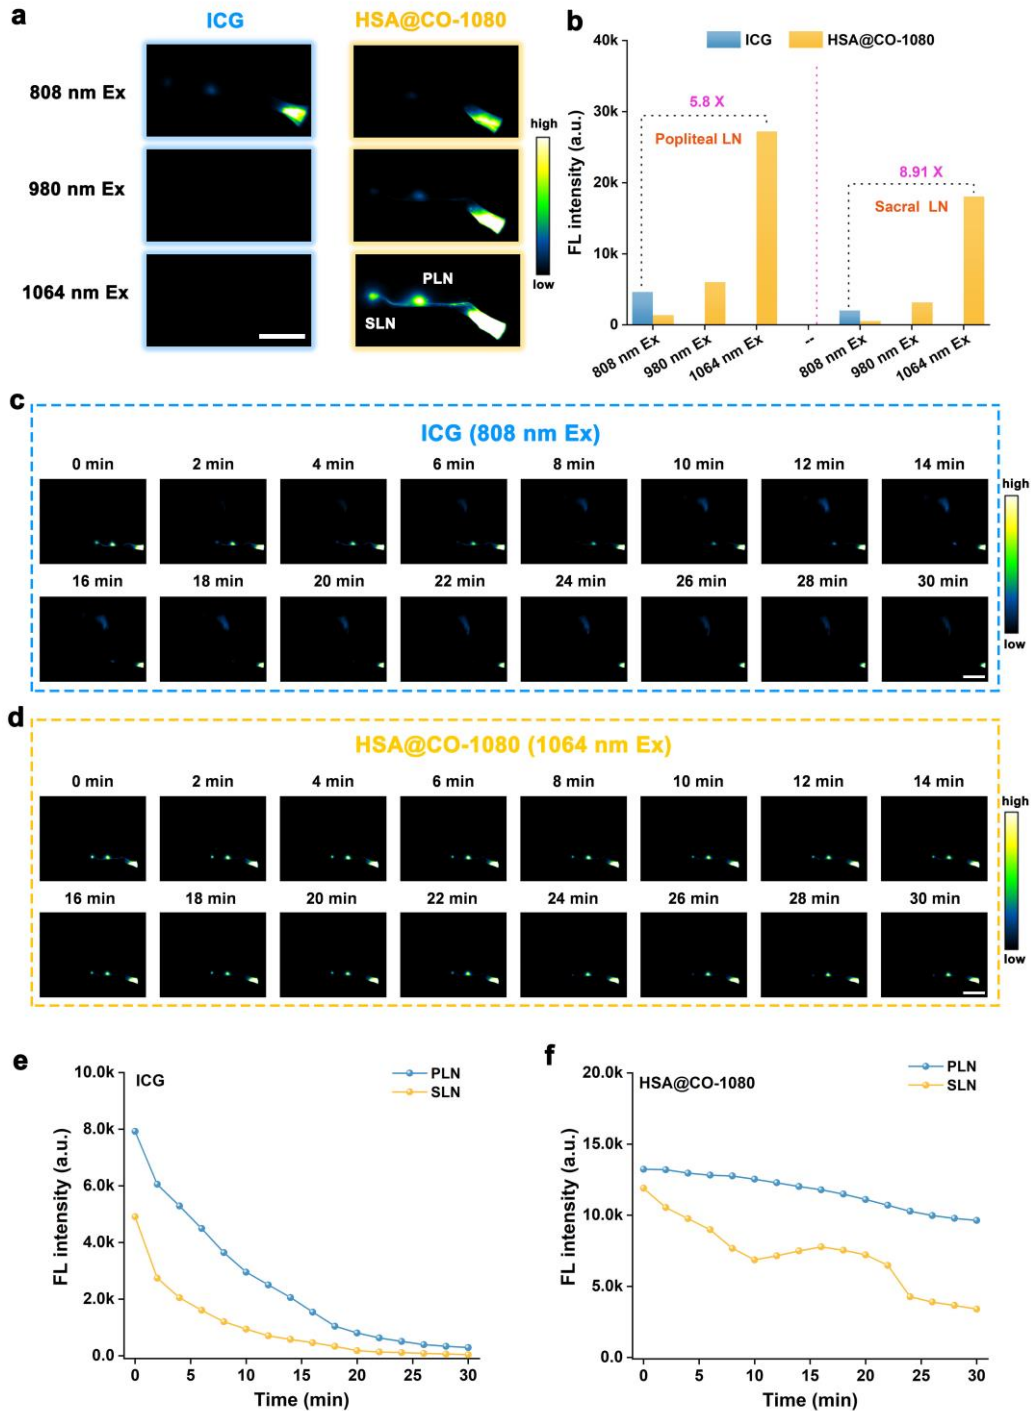 a
ICG
HSA@CO-1080
808 nm Ex
980 nm Ex
1064 nm Ex
PLN
SLN
high
low
b
ICG
HSA@CO-1080
FL intensity (a.u.)
40k
30k
20k
10k
0
5.8 X
Popliteal LN
8.91 X
Sacral LN
808 nm Ex
980 nm Ex
1064 nm Ex
--
808 nm Ex
980 nm Ex
1064 nm Ex
c
ICG (808 nm Ex)
0 min 2 min 4 min 6 min 8 min 10 min 12 min 14 min
16 min 18 min 20 min 22 min 24 min 26 min 28 min 30 min
high
low
d
HSA@CO-1080 (1064 nm Ex)
0 min 2 min 4 min 6 min 8 min 10 min 12 min 14 min
16 min 18 min 20 min 22 min 24 min 26 min 28 min 30 min
high
low
e
ICG
PLN
SLN
FL intensity (a.u.)
10.0k
8.0k
6.0k
4.0k
2.0k
0.0
0 5 10 15 20 25 30
Time (min)
f
HSA@CO-1080
PLN
SLN
FL intensity (a.u.)
20.0k
15.0k
10.0k
5.0k
0.0
0 5 10 15 20 25 30
Time (min)